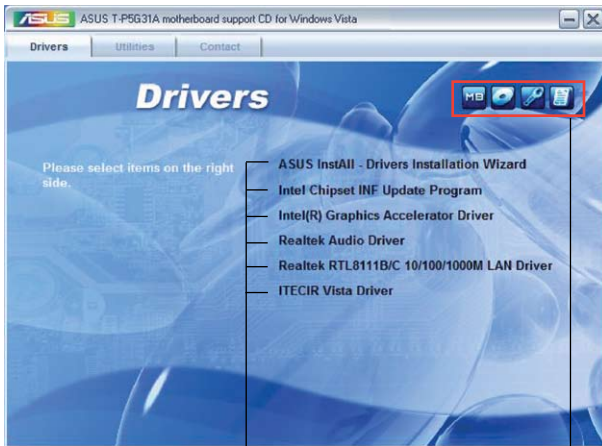 ASUS ASUS T-P5G31A motherboard support CD for Windows Vista
Drivers Utilities Contact
Drivers
MB
Please select items on the right
side.
ASUS InstAll - Drivers Installation Wizard
Intel Chipset INF Update Program
Intel(R) Graphics Accelerator Driver
Realtek Audio Driver
Realtek RTL8111B/C 10/100/1000M LAN Driver
ITECIR Vista Driver